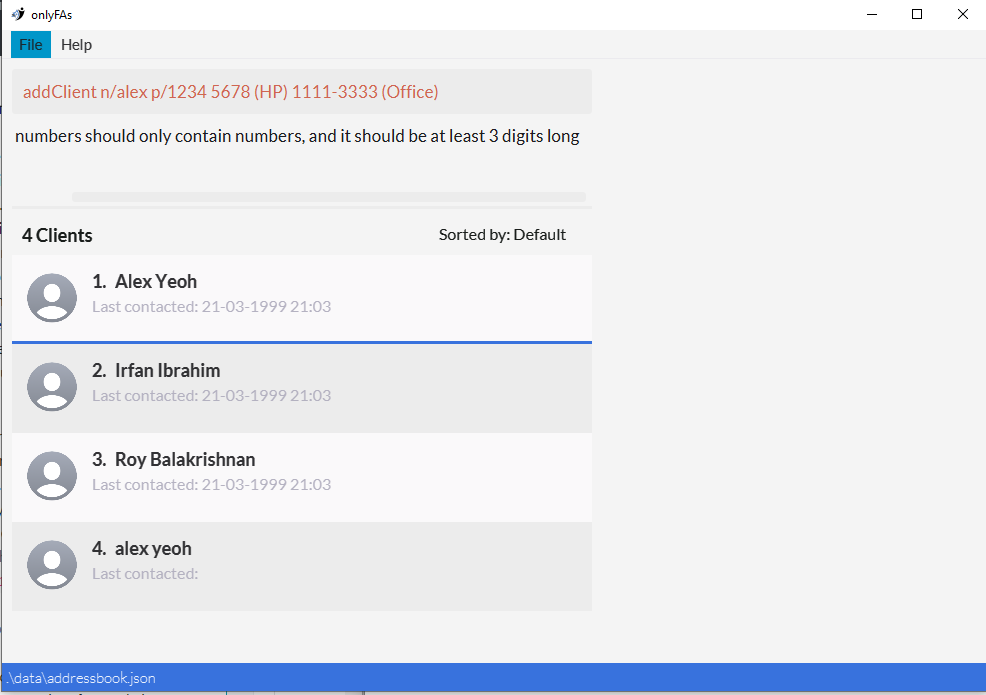 onlyFAs
File Help
addClient n/alex p/1234 5678 (HP) 1111-3333 (Office)
numbers should only contain numbers, and it should be at least 3 digits long
4 Clients Sorted by: Default
1. Alex Yeoh
Last contacted: 21-03-1999 21:03
2. Irfan Ibrahim
Last contacted: 21-03-1999 21:03
3. Roy Balakrishnan
Last contacted: 21-03-1999 21:03
4. alex yeoh
Last contacted:
.\data\addressbook.json